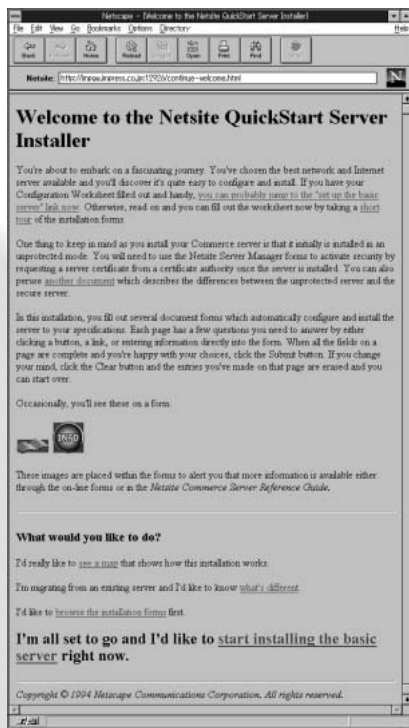 Netscape - [Welcome to the Netsite QuickStart Server Installer]
File Edit View Go Bookmarks Options Directory Help
Back Home Reload Open Print Find
Netsite: http://impgw.impress.co.jp:12926/continue-welcome.html
N
Welcome to the Netsite QuickStart Server
Installer
You're about to embark on a fascinating journey. You've chosen the best network and Internet
server available and you'll discover it's quite easy to configure and install. If you have your
Configuration Worksheet filled out and handy, you can probably jump to the "set up the basic
server" link now. Otherwise, read on and you can fill out the worksheet now by taking a short
tour of the installation forms.
One thing to keep in mind as you install your Commerce server is that it initially is installed in an
unprotected mode. You will need to use the Netsite Server Manager forms to activate security by
requesting a server certificate from a certificate authority once the server is installed. You can also
peruse another document which describes the differences between the unprotected server and the
secure server.
In this installation, you fill out several document forms which automatically configure and install the
server to your specifications. Each page has a few questions you need to answer by either
clicking a button, a link, or entering information directly into the form. When all the fields on a
page are complete and you're happy with your choices, click the Submit button. If you change
your mind, click the Clear button and the entries you've made on that page are erased and you
can start over.
Occasionally, you'll see these on a form:
INFO
These images are placed within the forms to alert you that more information is available either
through the on-line forms or in the Netsite Commerce Server Reference Guide.
What would you like to do?
I'd really like to see a map that shows how this installation works.
I'm migrating from an existing server and I'd like to know what's different.
I'd like to browse the installation forms first.
I'm all set to go and I'd like to start installing the basic
server right now.
Copyright © 1994 Netscape Communications Corporation. All rights reserved.